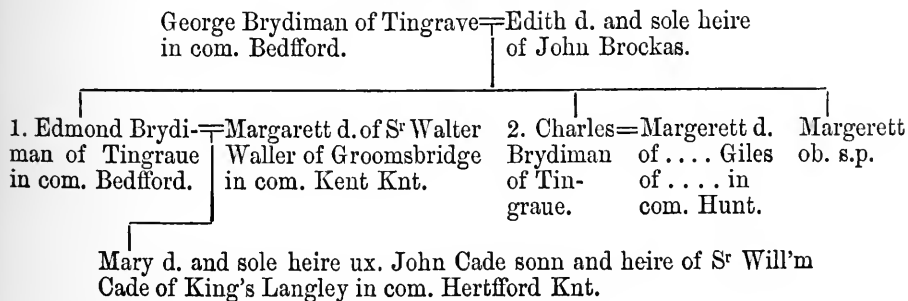 George Brydiman of Tingrave=Edith d. and sole heire
in com. Bedfford. of John Brockas.
1. Edmond Brydi-=Margarett d. of Sr Walter
man of Tingraue Waller of Groomsbridge
in com. Bedfford. in com. Kent Knt.
2. Charles=Margerett d.
Brydiman of .... Giles
of Tin- of .... in
graue. com. Hunt.
Margerett
ob. s.p.
Mary d. and sole heire ux. John Cade sonn and heire of Sr Will'm
Cade of King's Langley in com. Hertfford Knt.